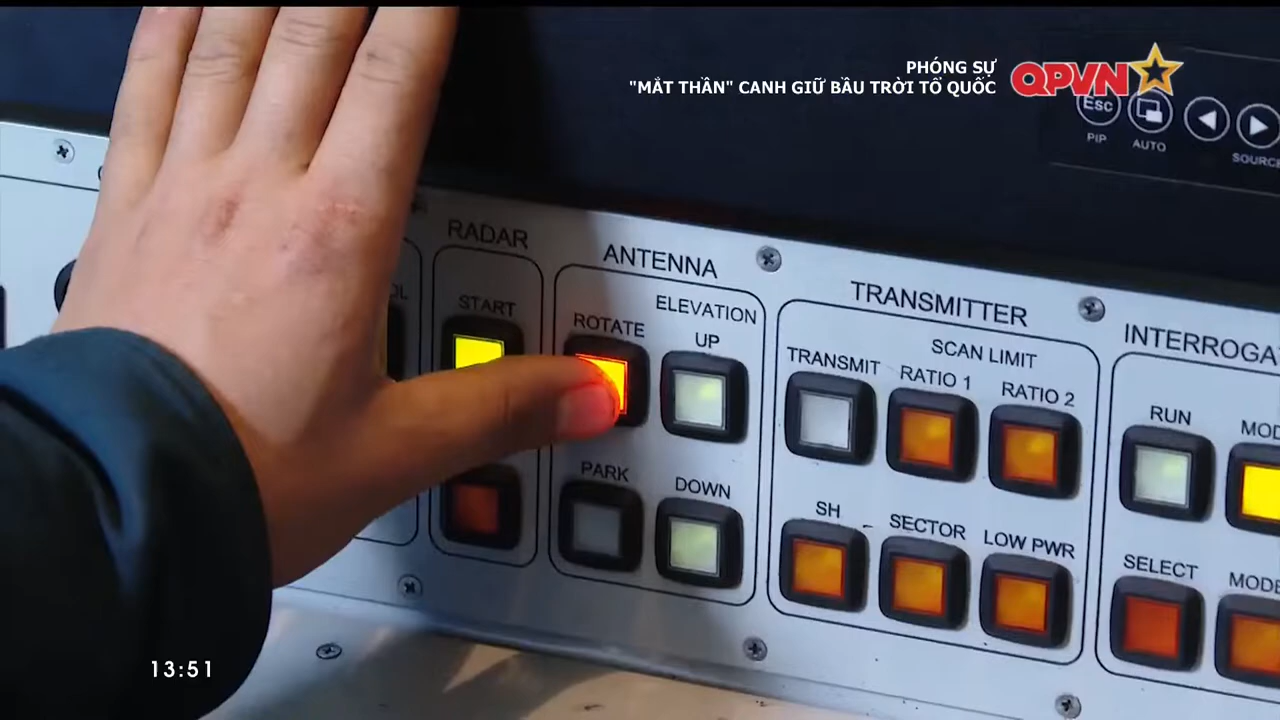 PHÓNG SỰ
"MẮT THẦN" CANH GIỮ BẦU TRỜI TỔ QUỐC
QPVN
Esc
PIP
AUTO
SOURC
RADAR
START
ANTENNA
ROTATE
ELEVATION
UP
PARK
DOWN
TRANSMITTER
TRANSMIT
SCAN LIMIT
RATIO 1
RATIO 2
SH
SECTOR
LOW PWR
INTERROGA
RUN
MOD
SELECT
MODE
13:51